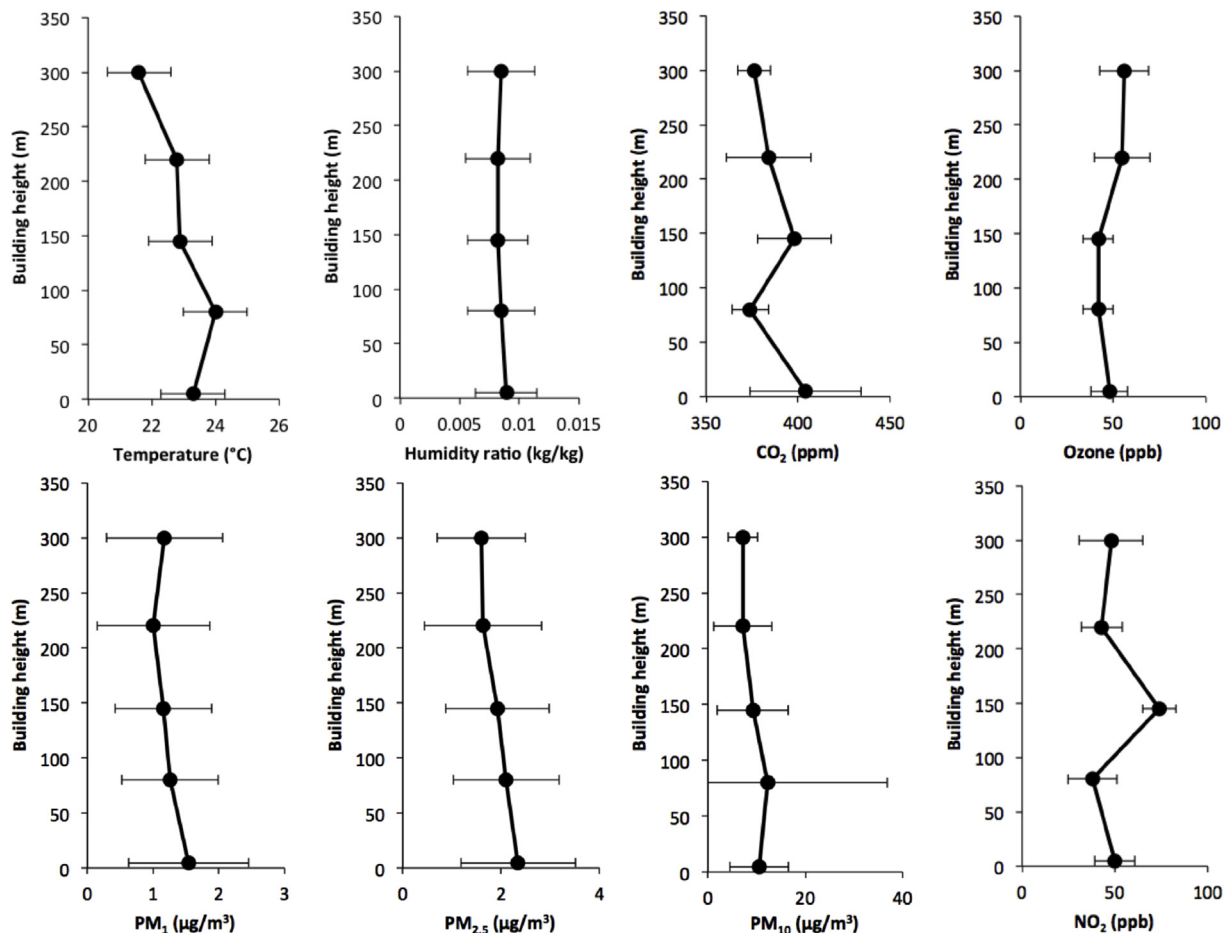 350
300
250
200
150
100
50
0
Building height (m)
20 22 24 26
Temperature (°C)
350
300
250
200
150
100
50
0
Building height (m)
0 0.005 0.01 0.015
Humidity ratio (kg/kg)
350
300
250
200
150
100
50
0
Building height (m)
350 400 450
CO₂ (ppm)
350
300
250
200
150
100
50
0
Building height (m)
0 50 100
Ozone (ppb)
350
300
250
200
150
100
50
0
Building height (m)
0 1 2 3
PM₁ (µg/m³)
350
300
250
200
150
100
50
0
Building height (m)
0 2 4
PM₂.₅ (µg/m³)
350
300
250
200
150
100
50
0
Building height (m)
0 20 40
PM₁₀ (µg/m³)
350
300
250
200
150
100
50
0
Building height (m)
0 50 100
NO₂ (ppb)